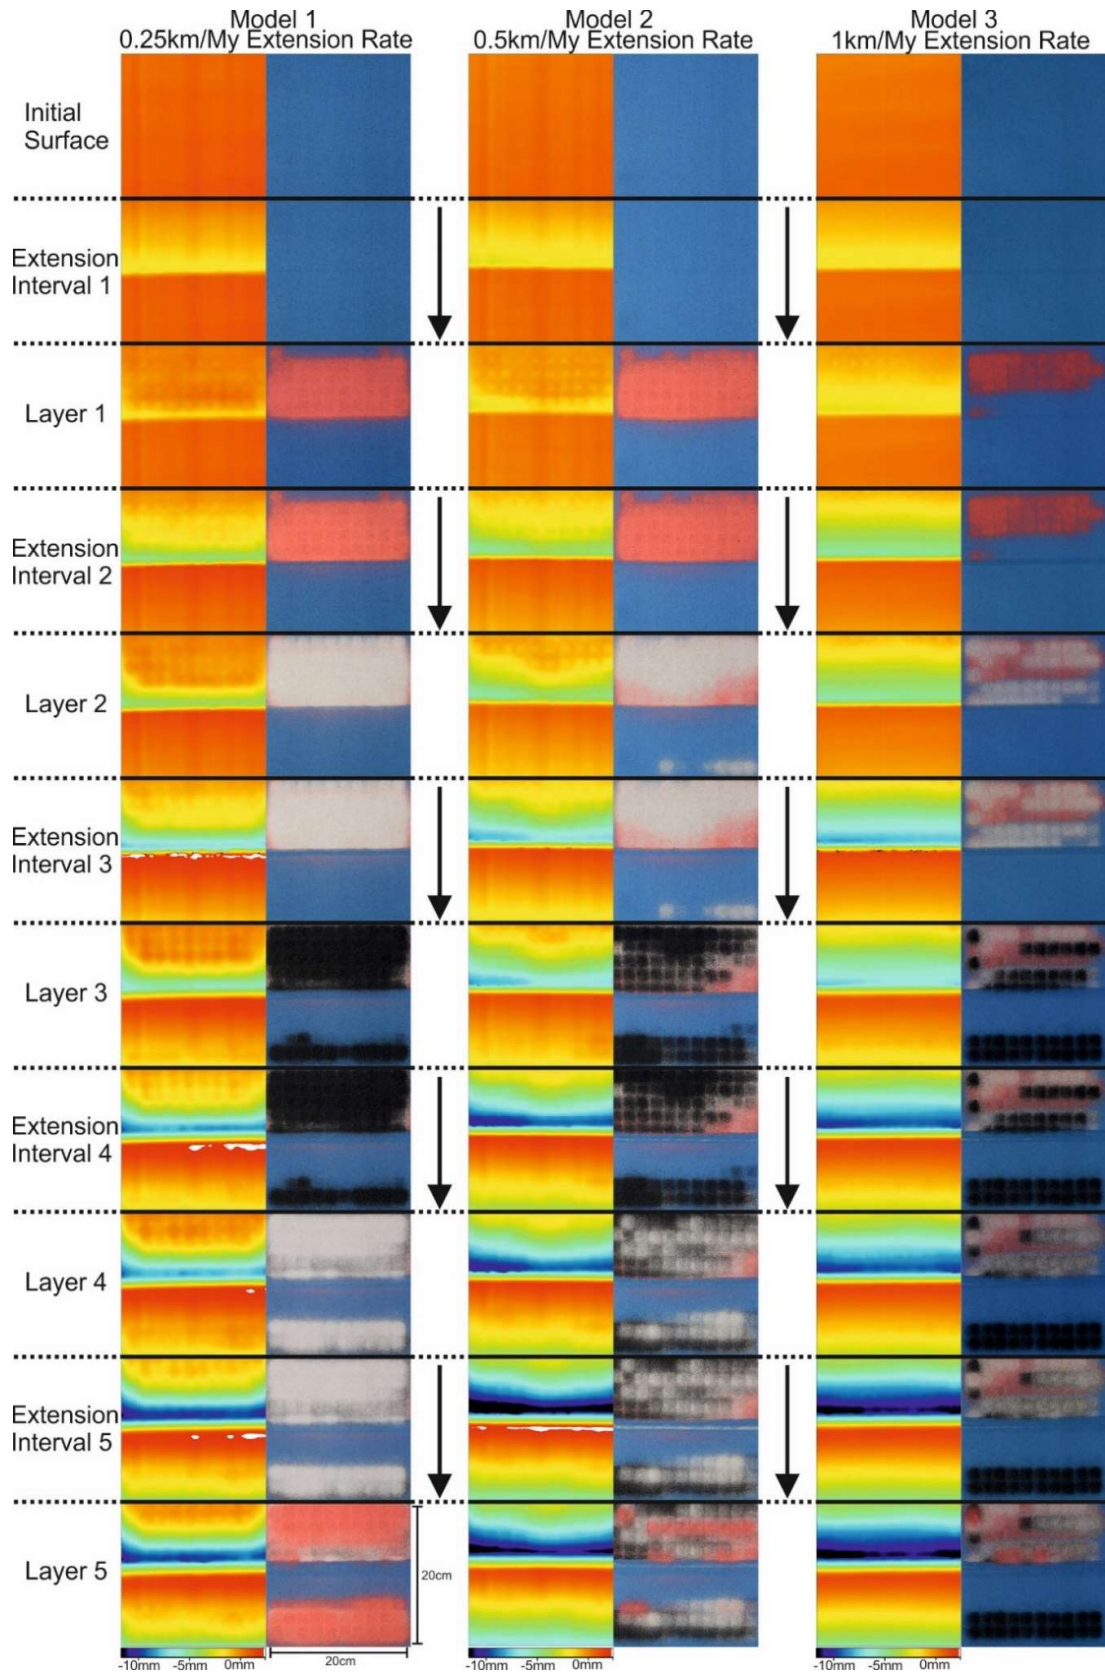 Model 1
0.25km/My Extension Rate
Model 2
0.5km/My Extension Rate
Model 3
1km/My Extension Rate
Initial
Surface
Extension
Interval 1
Layer 1
Extension
Interval 2
Layer 2
Extension
Interval 3
Layer 3
Extension
Interval 4
Layer 4
Extension
Interval 5
Layer 5
20cm
20cm
-10mm -5mm 0mm
-10mm -5mm 0mm
-10mm -5mm 0mm